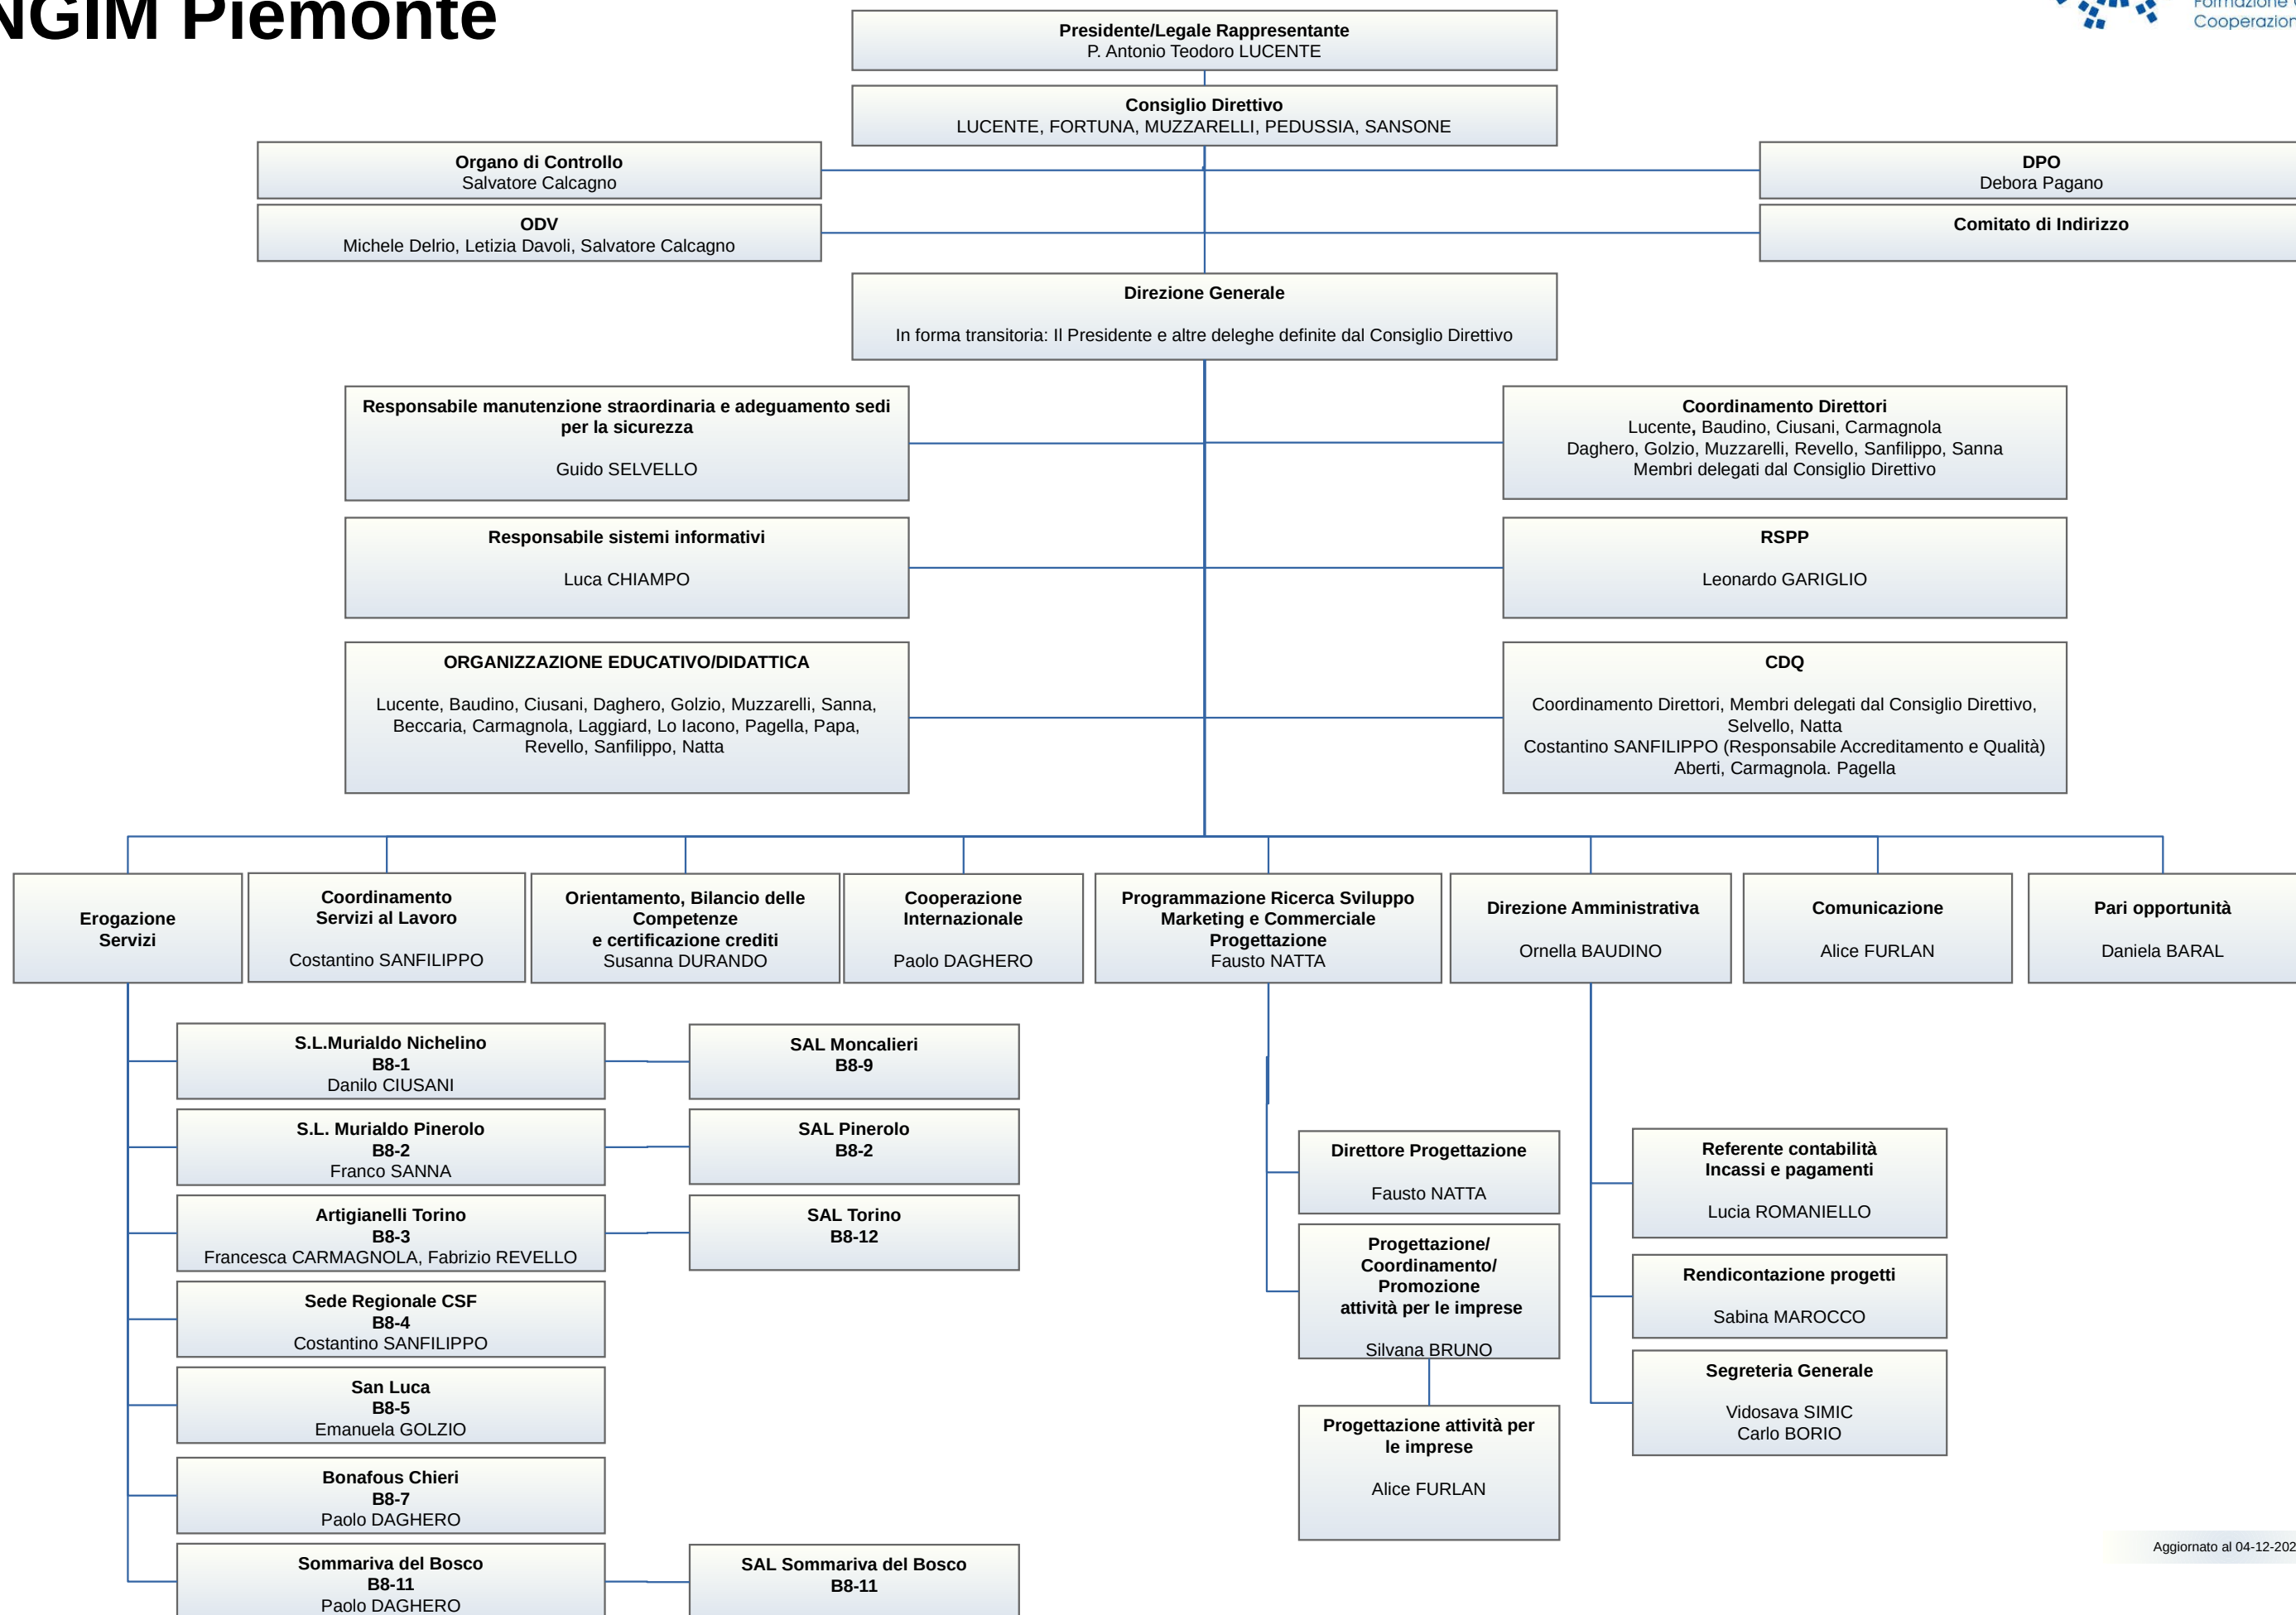 NGIM Piemonte
Formazione
Cooperazion
Presidente/Legale Rappresentante
P. Antonio Teodoro LUCENTE
Consiglio Direttivo
LUCENTE, FORTUNA, MUZZARELLI, PEDUSSIA, SANSONE
Organo di Controllo
Salvatore Calcagno
DPO
Debora Pagano
ODV
Michele Delrio, Letizia Davoli, Salvatore Calcagno
Comitato di Indirizzo
Direzione Generale
In forma transitoria: Il Presidente e altre deleghe definite dal Consiglio Direttivo
Responsabile manutenzione straordinaria e adeguamento sedi
per la sicurezza
Guido SELVELLO
Coordinamento Direttori
Lucente, Baudino, Ciusani, Carmagnola
Daghero, Golzio, Muzzarelli, Revello, Sanfilippo, Sanna
Membri delegati dal Consiglio Direttivo
Responsabile sistemi informativi
Luca CHIAMPO
RSPP
Leonardo GARIGLIO
ORGANIZZAZIONE EDUCATIVO/DIDATTICA
Lucente, Baudino, Ciusani, Daghero, Golzio, Muzzarelli, Sanna,
Beccaria, Carmagnola, Laggiard, Lo Iacono, Pagella, Papa,
Revello, Sanfilippo, Natta
CDQ
Coordinamento Direttori, Membri delegati dal Consiglio Direttivo,
Selvello, Natta
Costantino SANFILIPPO (Responsabile Accreditamento e Qualità)
Aberti, Carmagnola. Pagella
Erogazione
Servizi
Coordinamento
Servizi al Lavoro
Costantino SANFILIPPO
Orientamento, Bilancio delle
Competenze
e certificazione crediti
Susanna DURANDO
Cooperazione
Internazionale
Paolo DAGHERO
Programmazione Ricerca Sviluppo
Marketing e Commerciale
Progettazione
Fausto NATTA
Direzione Amministrativa
Ornella BAUDINO
Comunicazione
Alice FURLAN
Pari opportunità
Daniela BARAL
S.L.Murialdo Nichelino
B8-1
Danilo CIUSANI
SAL Moncalieri
B8-9
S.L. Murialdo Pinerolo
B8-2
Franco SANNA
SAL Pinerolo
B8-2
Artigianelli Torino
B8-3
Francesca CARMAGNOLA, Fabrizio REVELLO
SAL Torino
B8-12
Sede Regionale CSF
B8-4
Costantino SANFILIPPO
San Luca
B8-5
Emanuela GOLZIO
Bonafous Chieri
B8-7
Paolo DAGHERO
Sommariva del Bosco
B8-11
Paolo DAGHERO
SAL Sommariva del Bosco
B8-11
Direttore Progettazione
Fausto NATTA
Progettazione/
Coordinamento/
Promozione
attività per le imprese
Silvana BRUNO
Progettazione attività per
le imprese
Alice FURLAN
Referente contabilità
Incassi e pagamenti
Lucia ROMANIELLO
Rendicontazione progetti
Sabina MAROCCO
Segreteria Generale
Vidosava SIMIC
Carlo BORIO
Aggiornato al 04-12-202